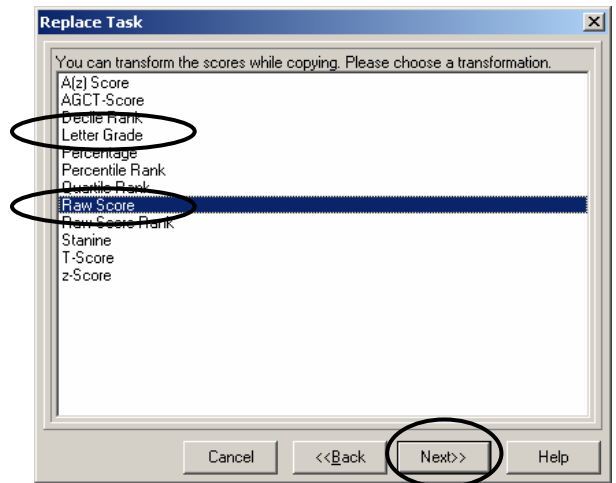 Replace Task
You can transform the scores while copying. Please choose a transformation.
A(z) Score
AGCT-Score
Decile Rank
Letter Grade
Percentage
Percentile Rank
Quartile Rank
Raw Score
Raw Score Rank
Stanine
T-Score
z-Score
Cancel <<Back Next>> Help